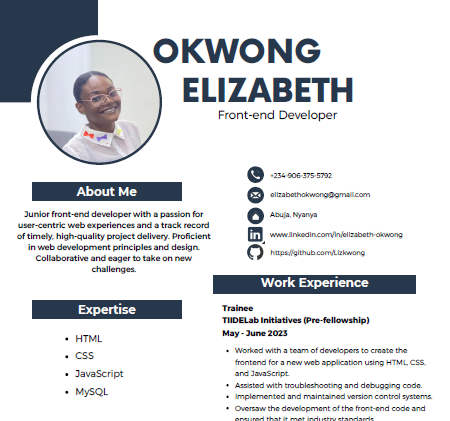 OKWONG
ELIZABETH
Front-end Developer
+234-906-375-5792
elizabethokwong@gmail.com
Abuja, Nyanya
www.linkedin.com/in/elizabeth-okwong
https://github.com/Lizkwong
About Me
Junior front-end developer with a passion for
user-centric web experiences and a track record
of timely, high-quality project delivery. Proficient
in web development principles and design.
Collaborative and eager to take on new
challenges.
Expertise
• HTML
• CSS
• JavaScript
• MySQL
Work Experience
Trainee
TIIDELab Initiatives (Pre-fellowship)
May - June 2023
• Worked with a team of developers to create the
frontend for a new web application using HTML, CSS,
and JavaScript.
• Assisted with troubleshooting and debugging code.
• Implemented and maintained version control systems.
• Oversaw the development of the front-end code and
ensured that it met industry standards.